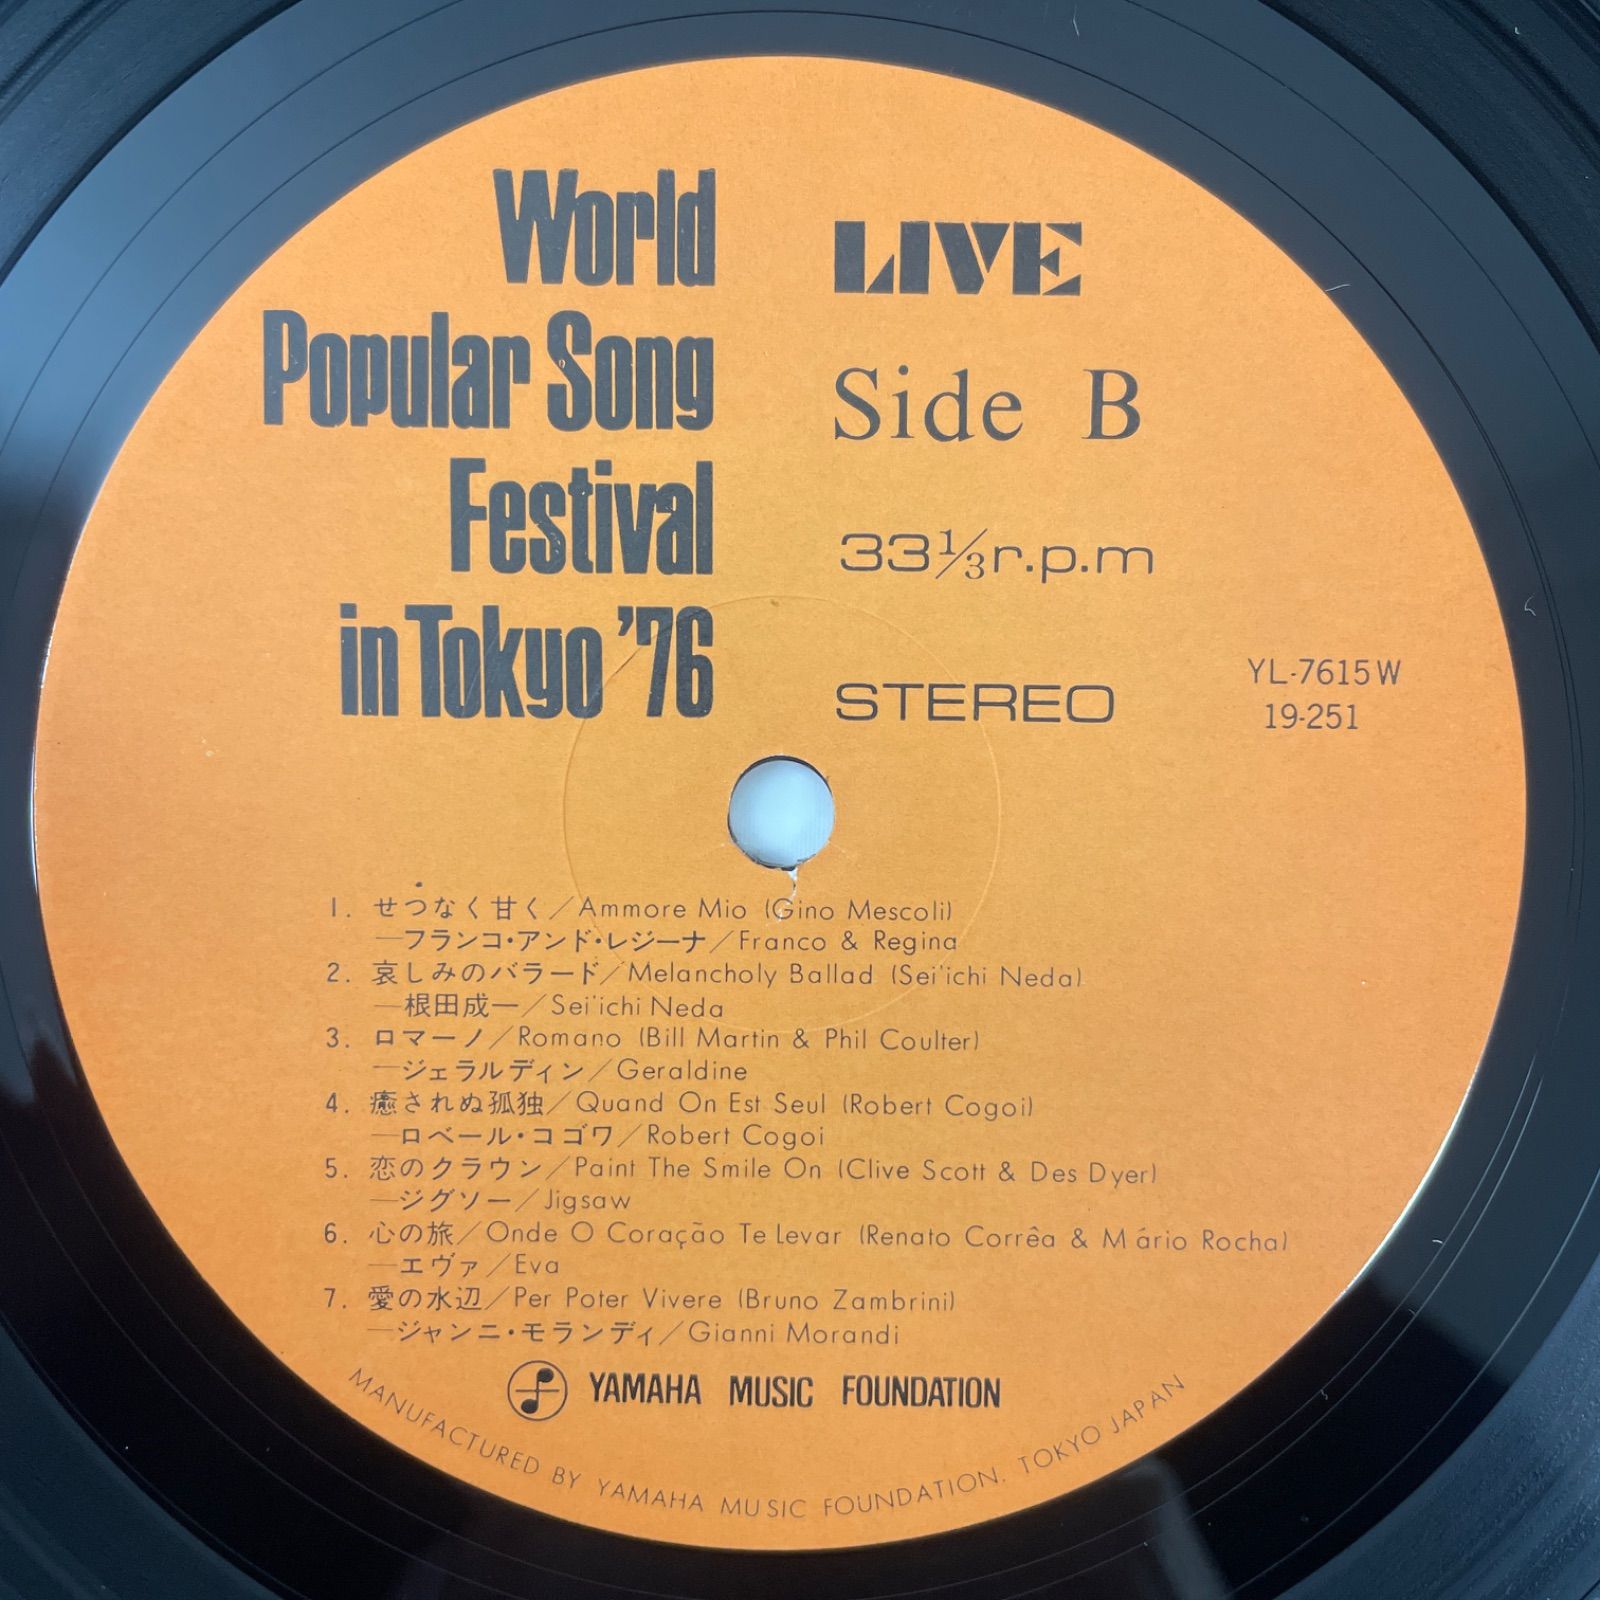 World
Popular Song
Festival
in Tokyo '76
LIVE
Side B
33⅓r.p.m
STEREO
YL-7615W
19-251
1. せつなく甘く/Ammore Mio (Gino Mescoli)
—フランコ・アンド・レジーナ/Franco & Regina
2. 哀しみのバラード/Melancholy Ballad (Sei'ichi Neda)
—根田成一/Sei'ichi Neda
3. ロマーノ/Romano (Bill Martin & Phil Coulter)
—ジェラルディン/Geraldine
4. 癒されぬ孤独/Quand On Est Seul (Robert Cogoi)
—ロベール・コゴワ/Robert Cogoi
5. 恋のクラウン/Paint The Smile On (Clive Scott & Des Dyer)
—ジグソー/Jigsaw
6. 心の旅/Onde O Coração Te Levar (Renato Corrêa & Mário Rocha)
—エヴァ/Eva
7. 愛の水辺/Per Poter Vivere (Bruno Zambrini)
—ジャンニ・モランディ/Gianni Morandi
YAMAHA MUSIC FOUNDATION
MANUFACTURED BY YAMAHA MUSIC FOUNDATION. TOKYO JAPAN